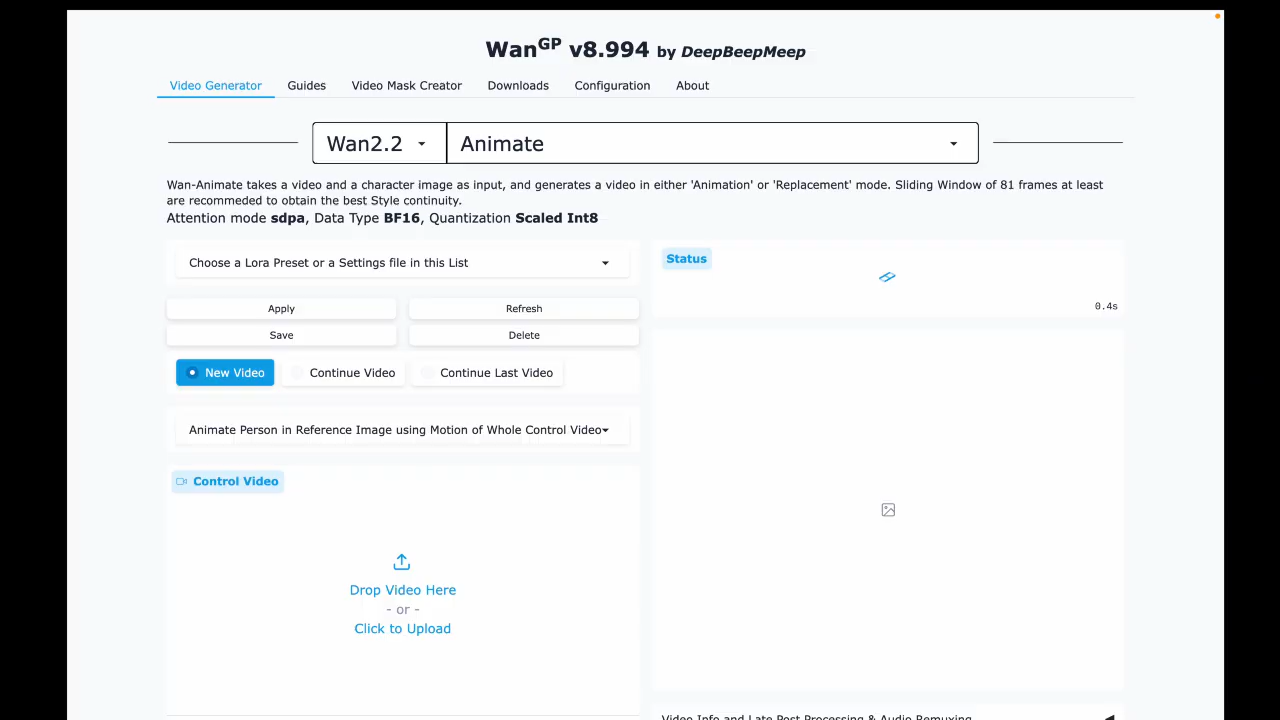 WanGP v8.994 by DeepBeepMeep
Video Generator Guides Video Mask Creator Downloads Configuration About
Wan2.2 Animate
Wan-Animate takes a video and a character image as input, and generates a video in either 'Animation' or 'Replacement' mode. Sliding Window of 81 frames at least
are recommeded to obtain the best Style continuity.
Attention mode sdpa, Data Type BF16, Quantization Scaled Int8
Choose a Lora Preset or a Settings file in this List
Status
0.4s
Apply Refresh
Save Delete
New Video Continue Video Continue Last Video
Animate Person in Reference Image using Motion of Whole Control Video
Control Video
Drop Video Here
- or -
Click to Upload
Video Info and Late Post Processing & Audio Remuxing